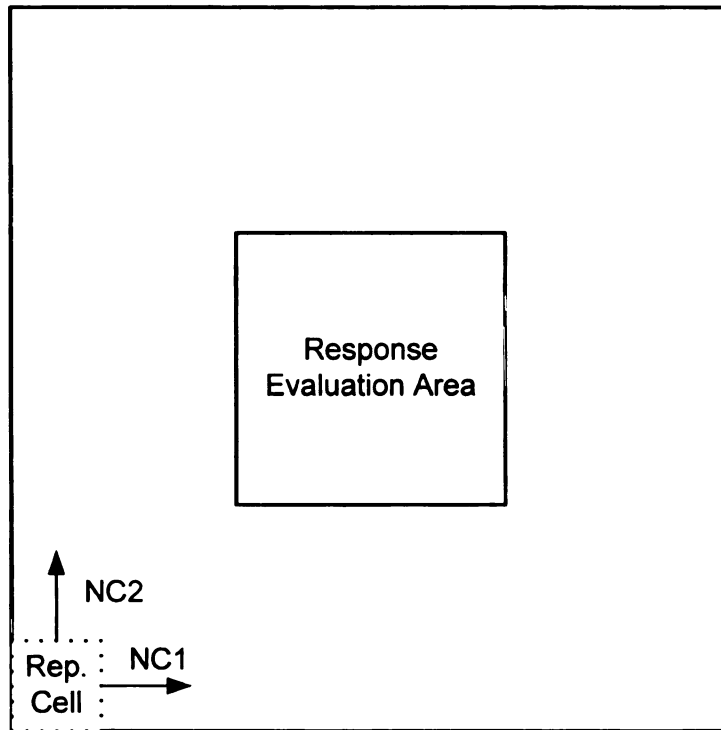 Response
Evaluation Area
NC2
NC1
Rep.
Cell